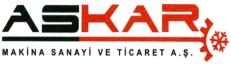 ASKAR
MAKİNA SANAYİ VE TİCARET A.Ş.